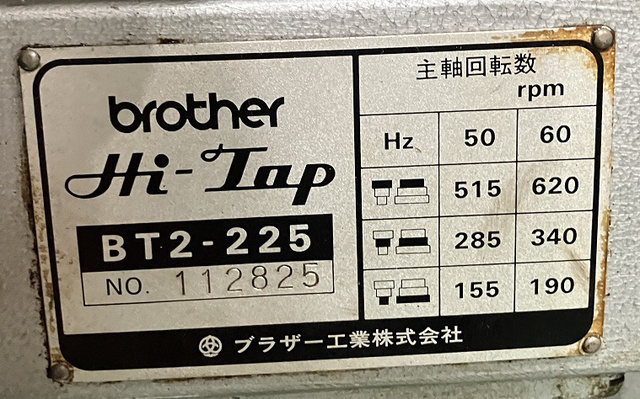 brother
Hi-Tap
BT2-225
NO. 112825
主軸回転数
rpm
Hz 50 60
515 620
285 340
155 190
ブラザー工業株式会社